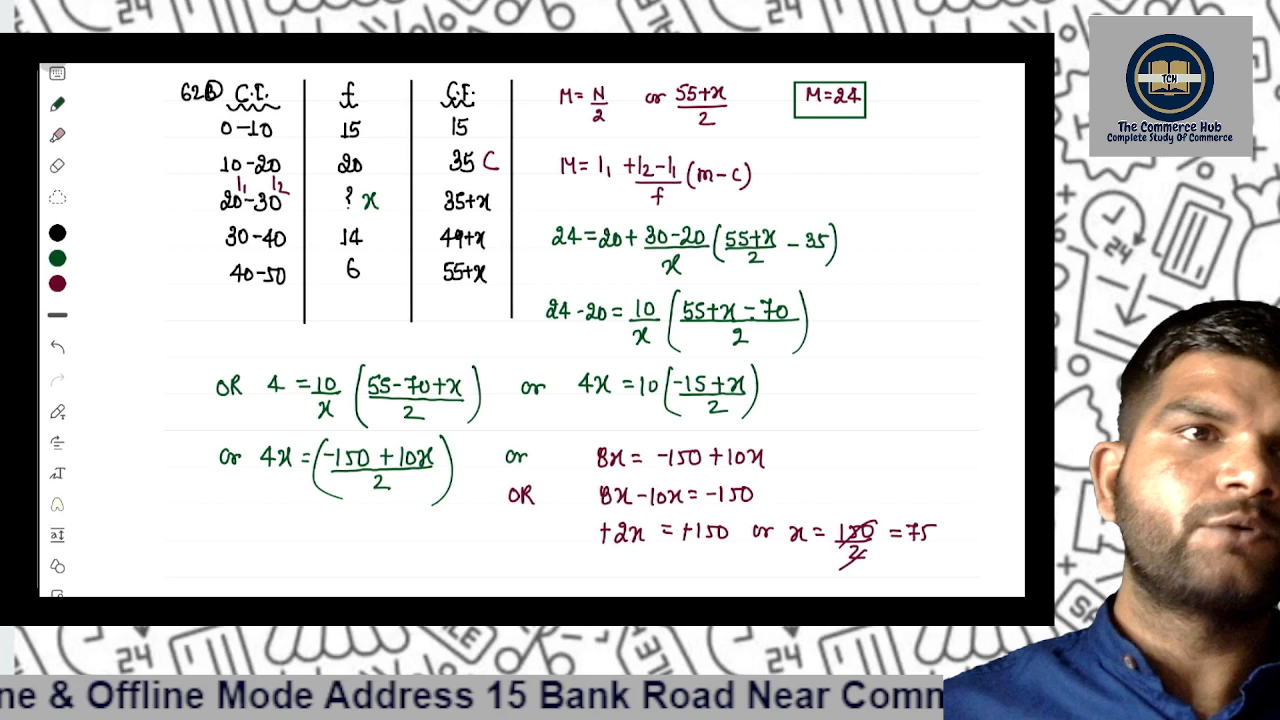 62(b) C.I. f C.I.
0-10 15 15
10-20 20 35 C
l₁ l₂
20-30 ? x 35+x
30-40 14 49+x
40-50 6 55+x
M = N/2 or 55+x/2 M=24
M = l₁ + l₂-l₁/f (m-c)
24 = 20 + 30-20/x (55+x/2 - 35)
24-20 = 10/x (55+x-70/2)
OR 4 = 10/x (55-70+x/2) or 4x = 10(-15+x/2)
or 4x = (-150+10x/2) or 8x = -150+10x
OR 8x-10x = -150
+2x = +150 or x = 150/2 = 75
TCH
The Commerce Hub
Complete Study Of Commerce
ne & Offline Mode Address 15 Bank Road Near Comm